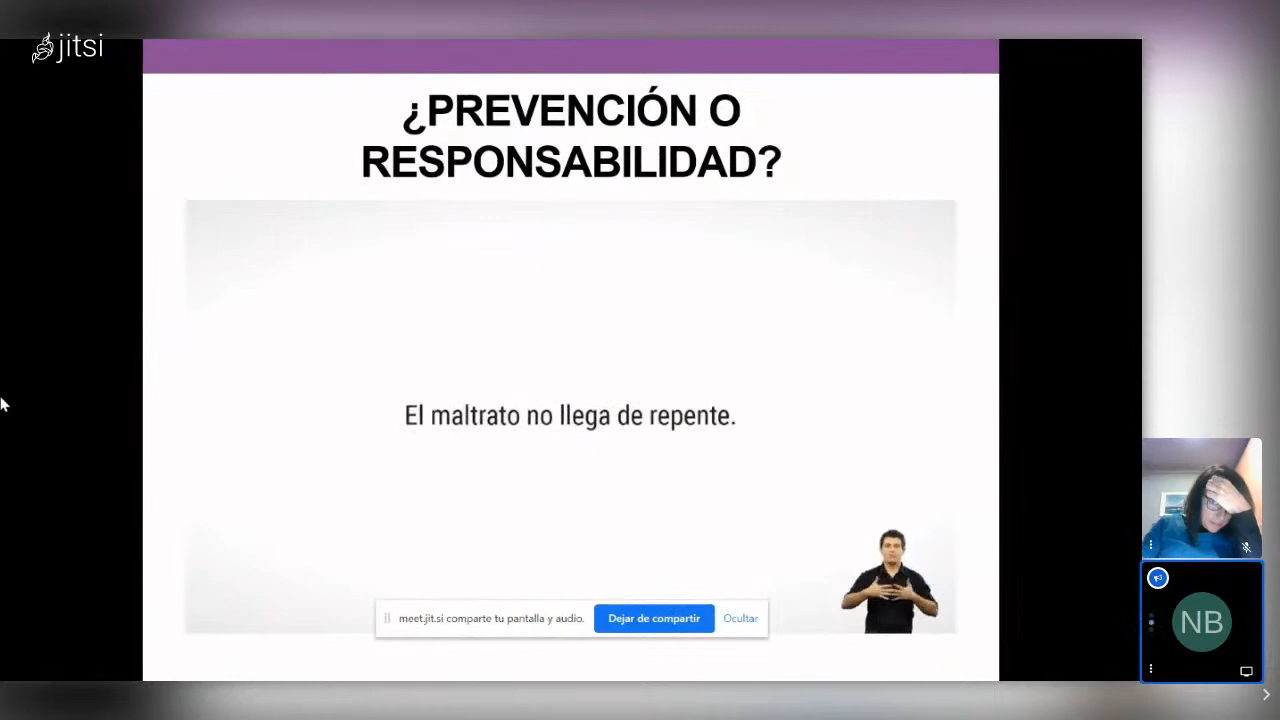 jitsi
¿PREVENCIÓN O
RESPONSABILIDAD?
El maltrato no llega de repente.
meet.jit.si comparte tu pantalla y audio.
Dejar de compartir
Ocultar
NB